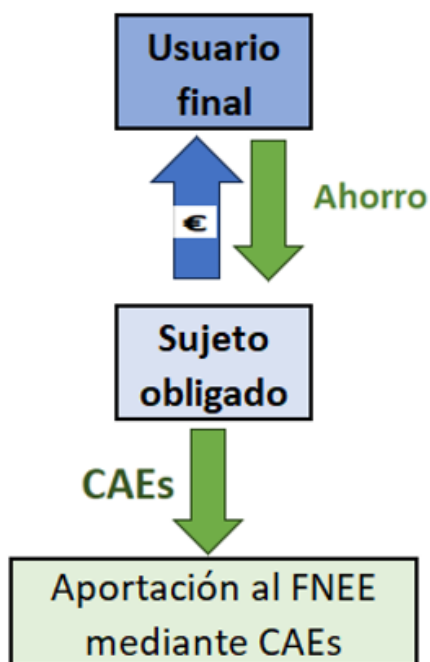 Usuario
final
€
Ahorro
Sujeto
obligado
CAEs
Aportación al FNEE
mediante CAEs